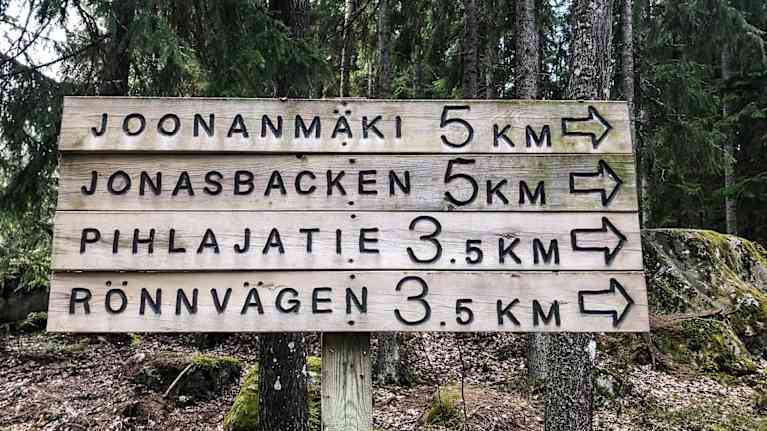 JOONANMÄKI 5 KM
JONASBACKEN 5 KM
PIHLAJATIE 3.5 KM
RÖNNVÄGEN 3.5 KM